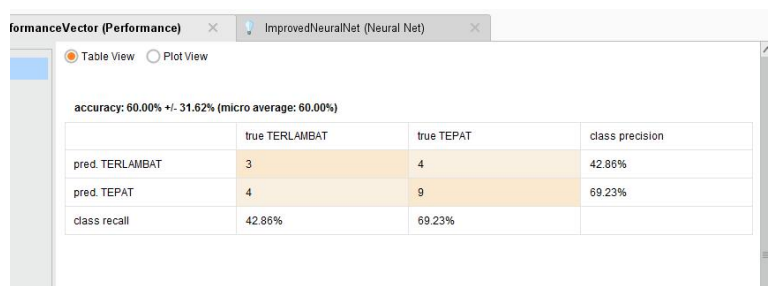 formanceVector (Performance)
ImprovedNeuralNet (Neural Net)
Table View Plot View
accuracy: 60.00% +/- 31.62% (micro average: 60.00%)
true TERLAMBAT true TEPAT class precision
pred. TERLAMBAT 3 4 42.86%
pred. TEPAT 4 9 69.23%
class recall 42.86% 69.23%